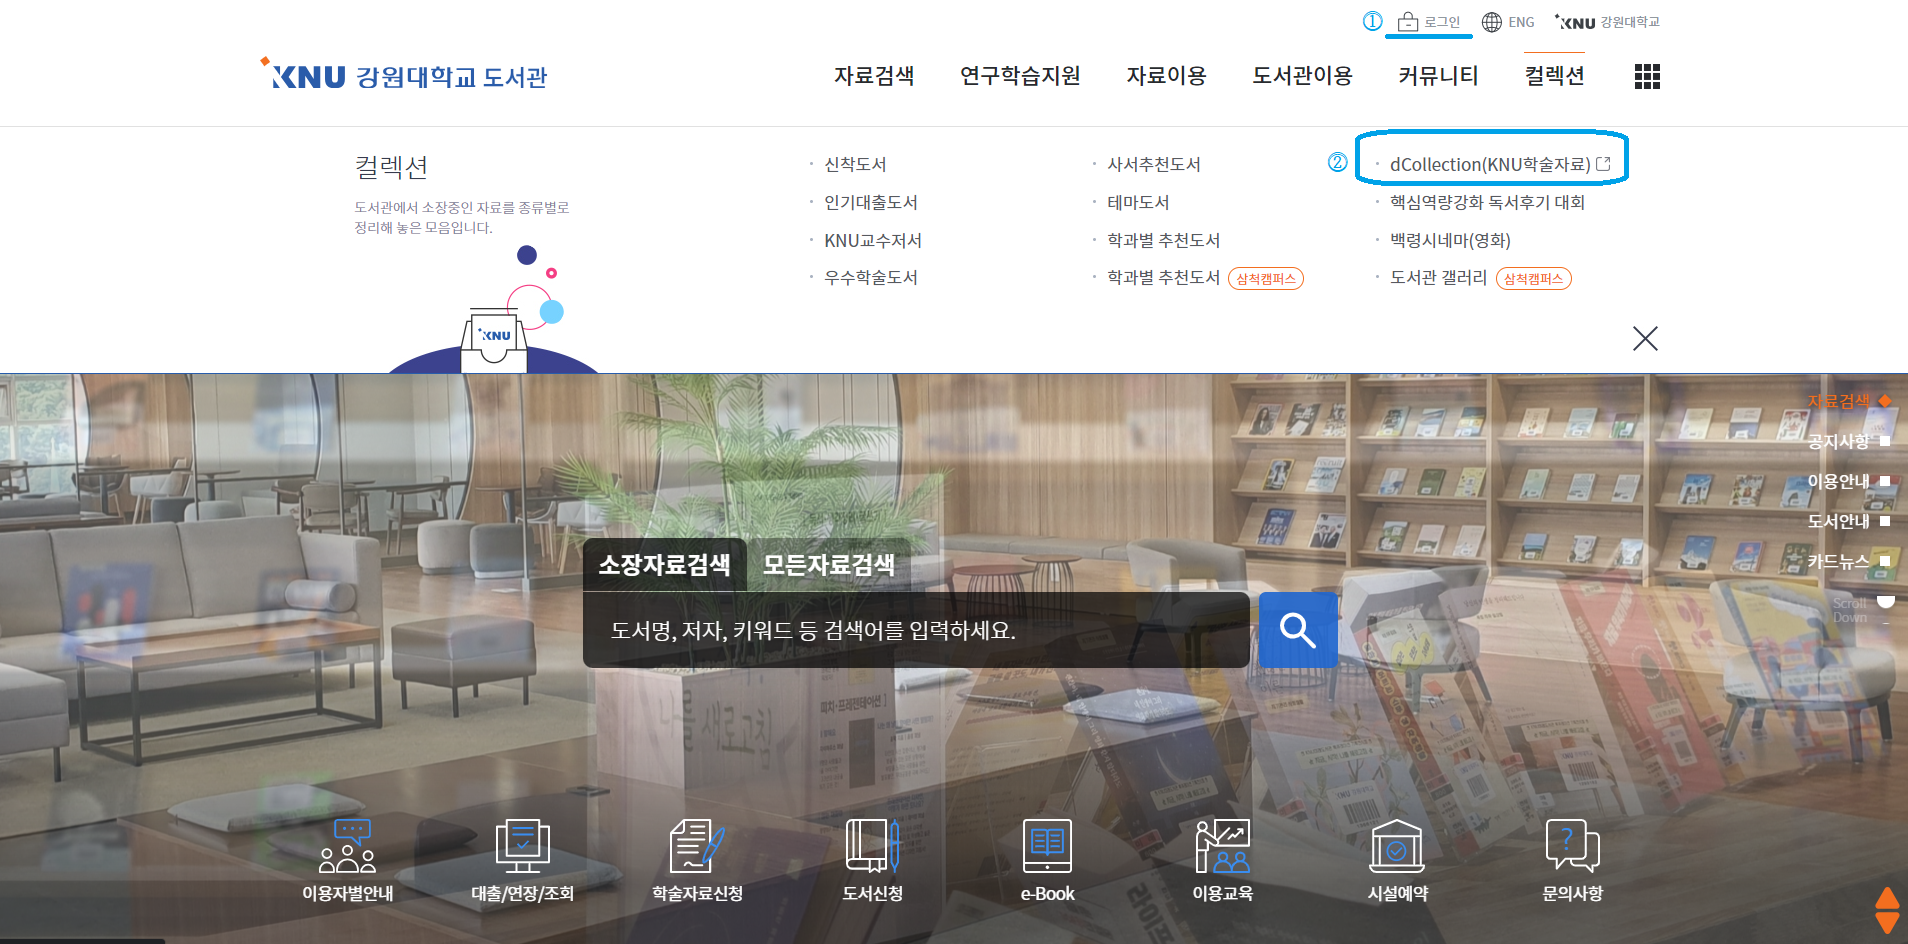 ① 로그인 ENG KNU 강원대학교
KNU 강원대학교 도서관
자료검색 연구학습지원 자료이용 도서관이용 커뮤니티 컬렉션
컬렉션
도서관에서 소장중인 자료를 종류별로
정리해 놓은 모음입니다.
KNU
· 신착도서
· 인기대출도서
· KNU교수저서
· 우수학술도서
· 사서추천도서
· 테마도서
· 학과별 추천도서
· 학과별 추천도서 삼척캠퍼스
② · dCollection(KNU학술자료)
· 핵심역량강화 독서후기 대회
· 백령시네마(영화)
· 도서관 갤러리 삼척캠퍼스
자료검색
공지사항
이용안내
도서안내
카드뉴스
Scroll
Down
소장자료검색 모든자료검색
도서명, 저자, 키워드 등 검색어를 입력하세요.
나를 새로고침
이용자별안내 대출/연장/조회 학술자료신청 도서신청 e-Book 이용교육 시설예약 문의사항